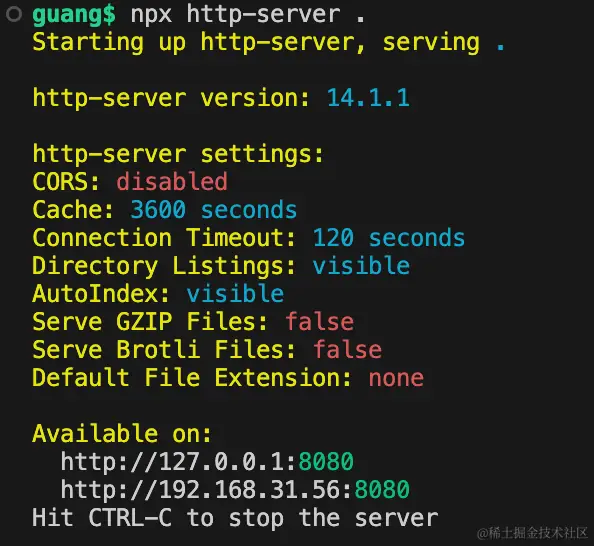 guang$ npx http-server .
Starting up http-server, serving .
http-server version: 14.1.1
http-server settings:
CORS: disabled
Cache: 3600 seconds
Connection Timeout: 120 seconds
Directory Listings: visible
AutoIndex: visible
Serve GZIP Files: false
Serve Brotli Files: false
Default File Extension: none
Available on:
http://127.0.0.1:8080
http://192.168.31.56:8080
Hit CTRL-C to stop the server
@稀土掘金技术社区